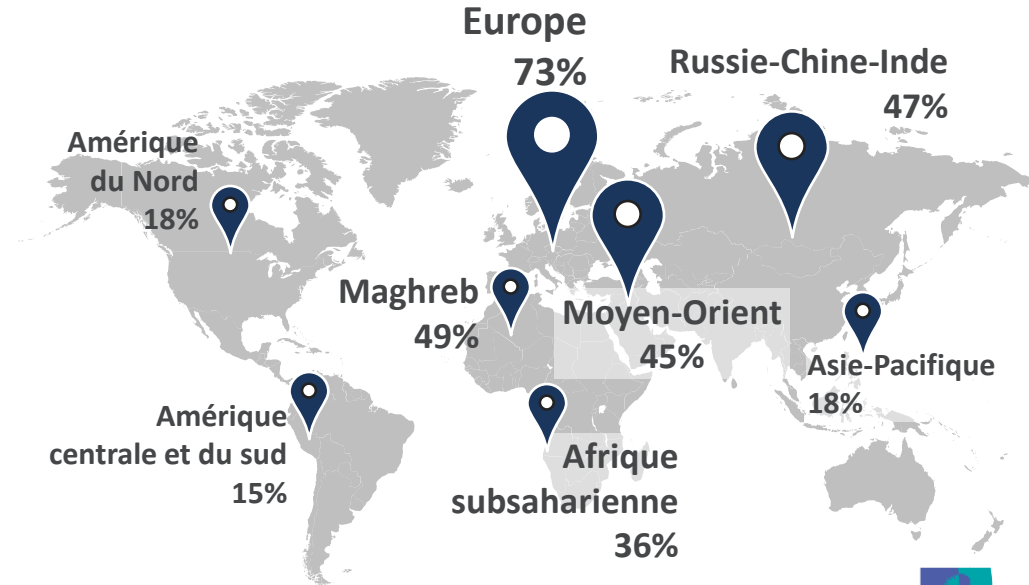 Europe
73%
Russie-Chine-Inde
47%
Amérique
du Nord
18%
Maghreb
49%
Moyen-Orient
45%
Asie-Pacifique
18%
Amérique
centrale et du sud
15%
Afrique
subsaharienne
36%